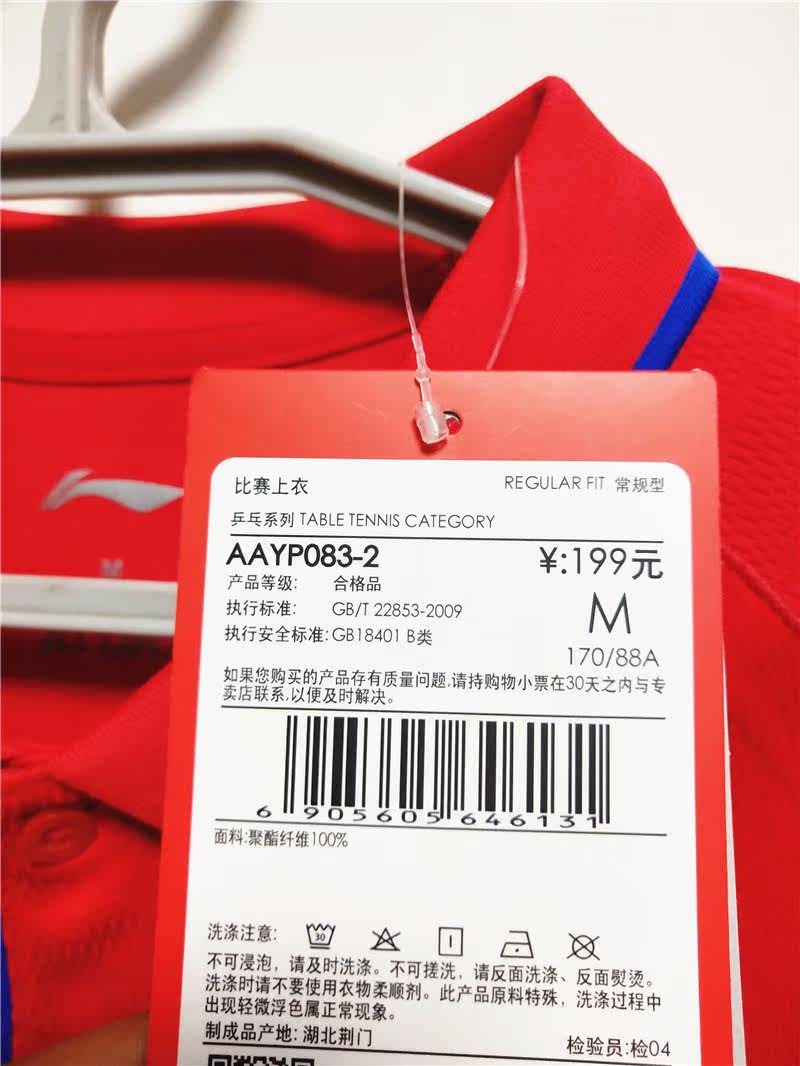 比赛上衣
REGULAR FIT 常规型
乒乓系列 TABLE TENNIS CATEGORY
AAYP083-2
¥:199元
产品等级: 合格品
执行标准: GB/T 22853-2009
M
执行安全标准: GB18401 B类
170/88A
如果您购买的产品存有质量问题,请持购物小票在30天之内与专
卖店联系,以便及时解决。
6 905605 646131
面料:聚酯纤维100%
洗涤注意: 30
不可浸泡，请及时洗涤。不可搓洗，请反面洗涤、反面熨烫。
洗涤时请不要使用衣物柔顺剂。此产品原料特殊，洗涤过程中
出现轻微浮色属正常现象。
制成品产地: 湖北荆门
检验员:检04
M